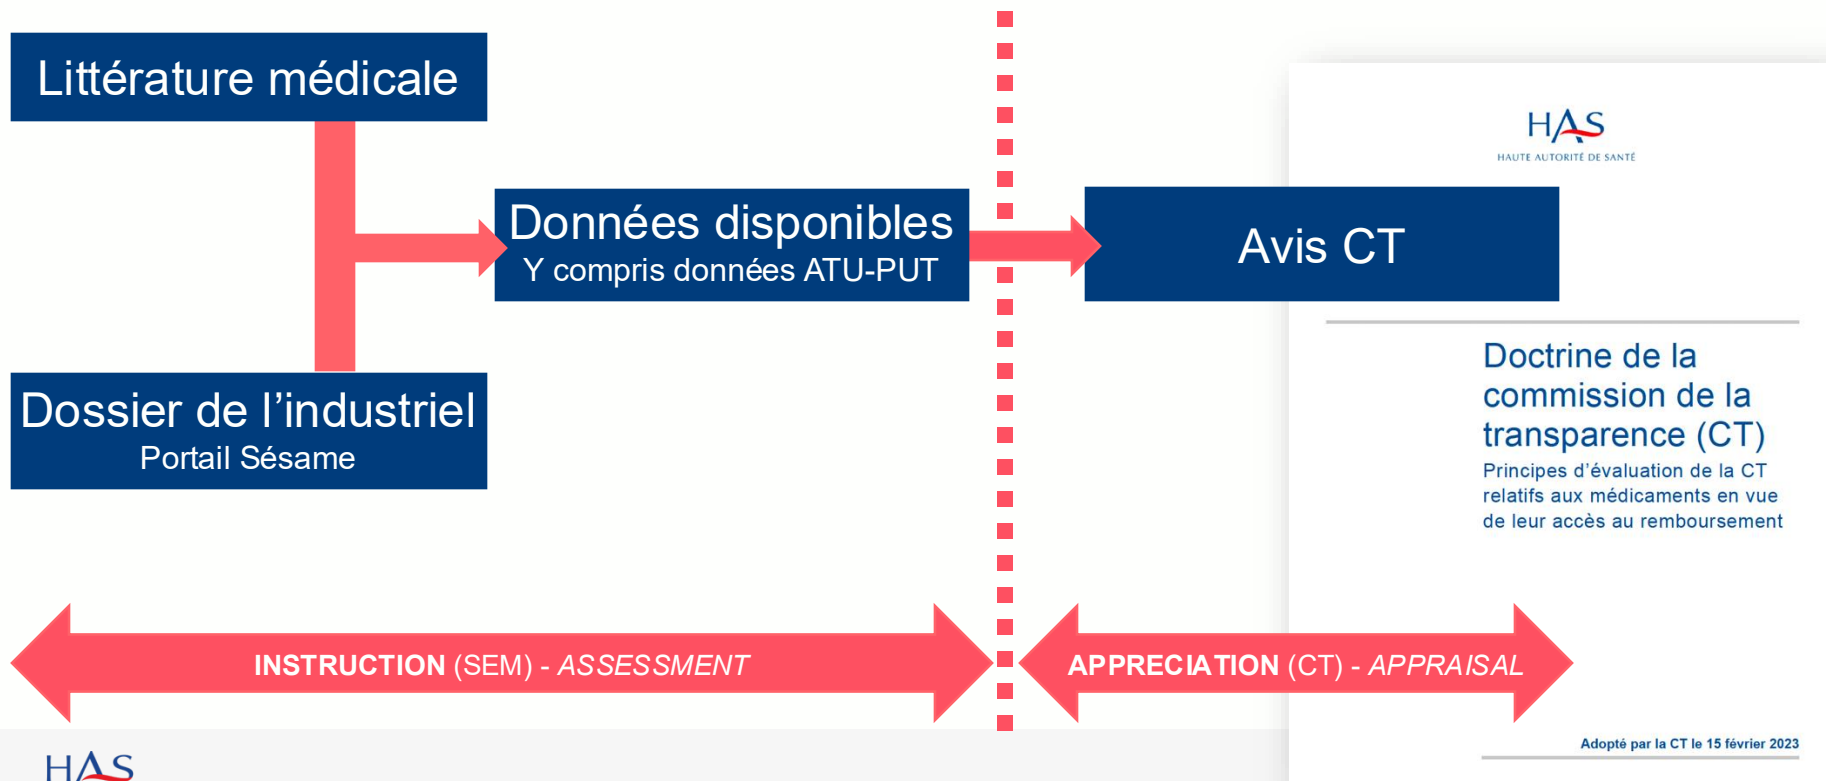 Littérature médicale
Dossier de l’industriel
Portail Sésame
Données disponibles
Y compris données ATU-PUT
Avis CT
HAS
HAUTE AUTORITÉ DE SANTÉ
Doctrine de la
commission de la
transparence (CT)
Principes d’évaluation de la CT
relatifs aux médicaments en vue
de leur accès au remboursement
INSTRUCTION (SEM) - ASSESSMENT
APPRECIATION (CT) - APPRAISAL
Adopté par la CT le 15 février 2023
HAS